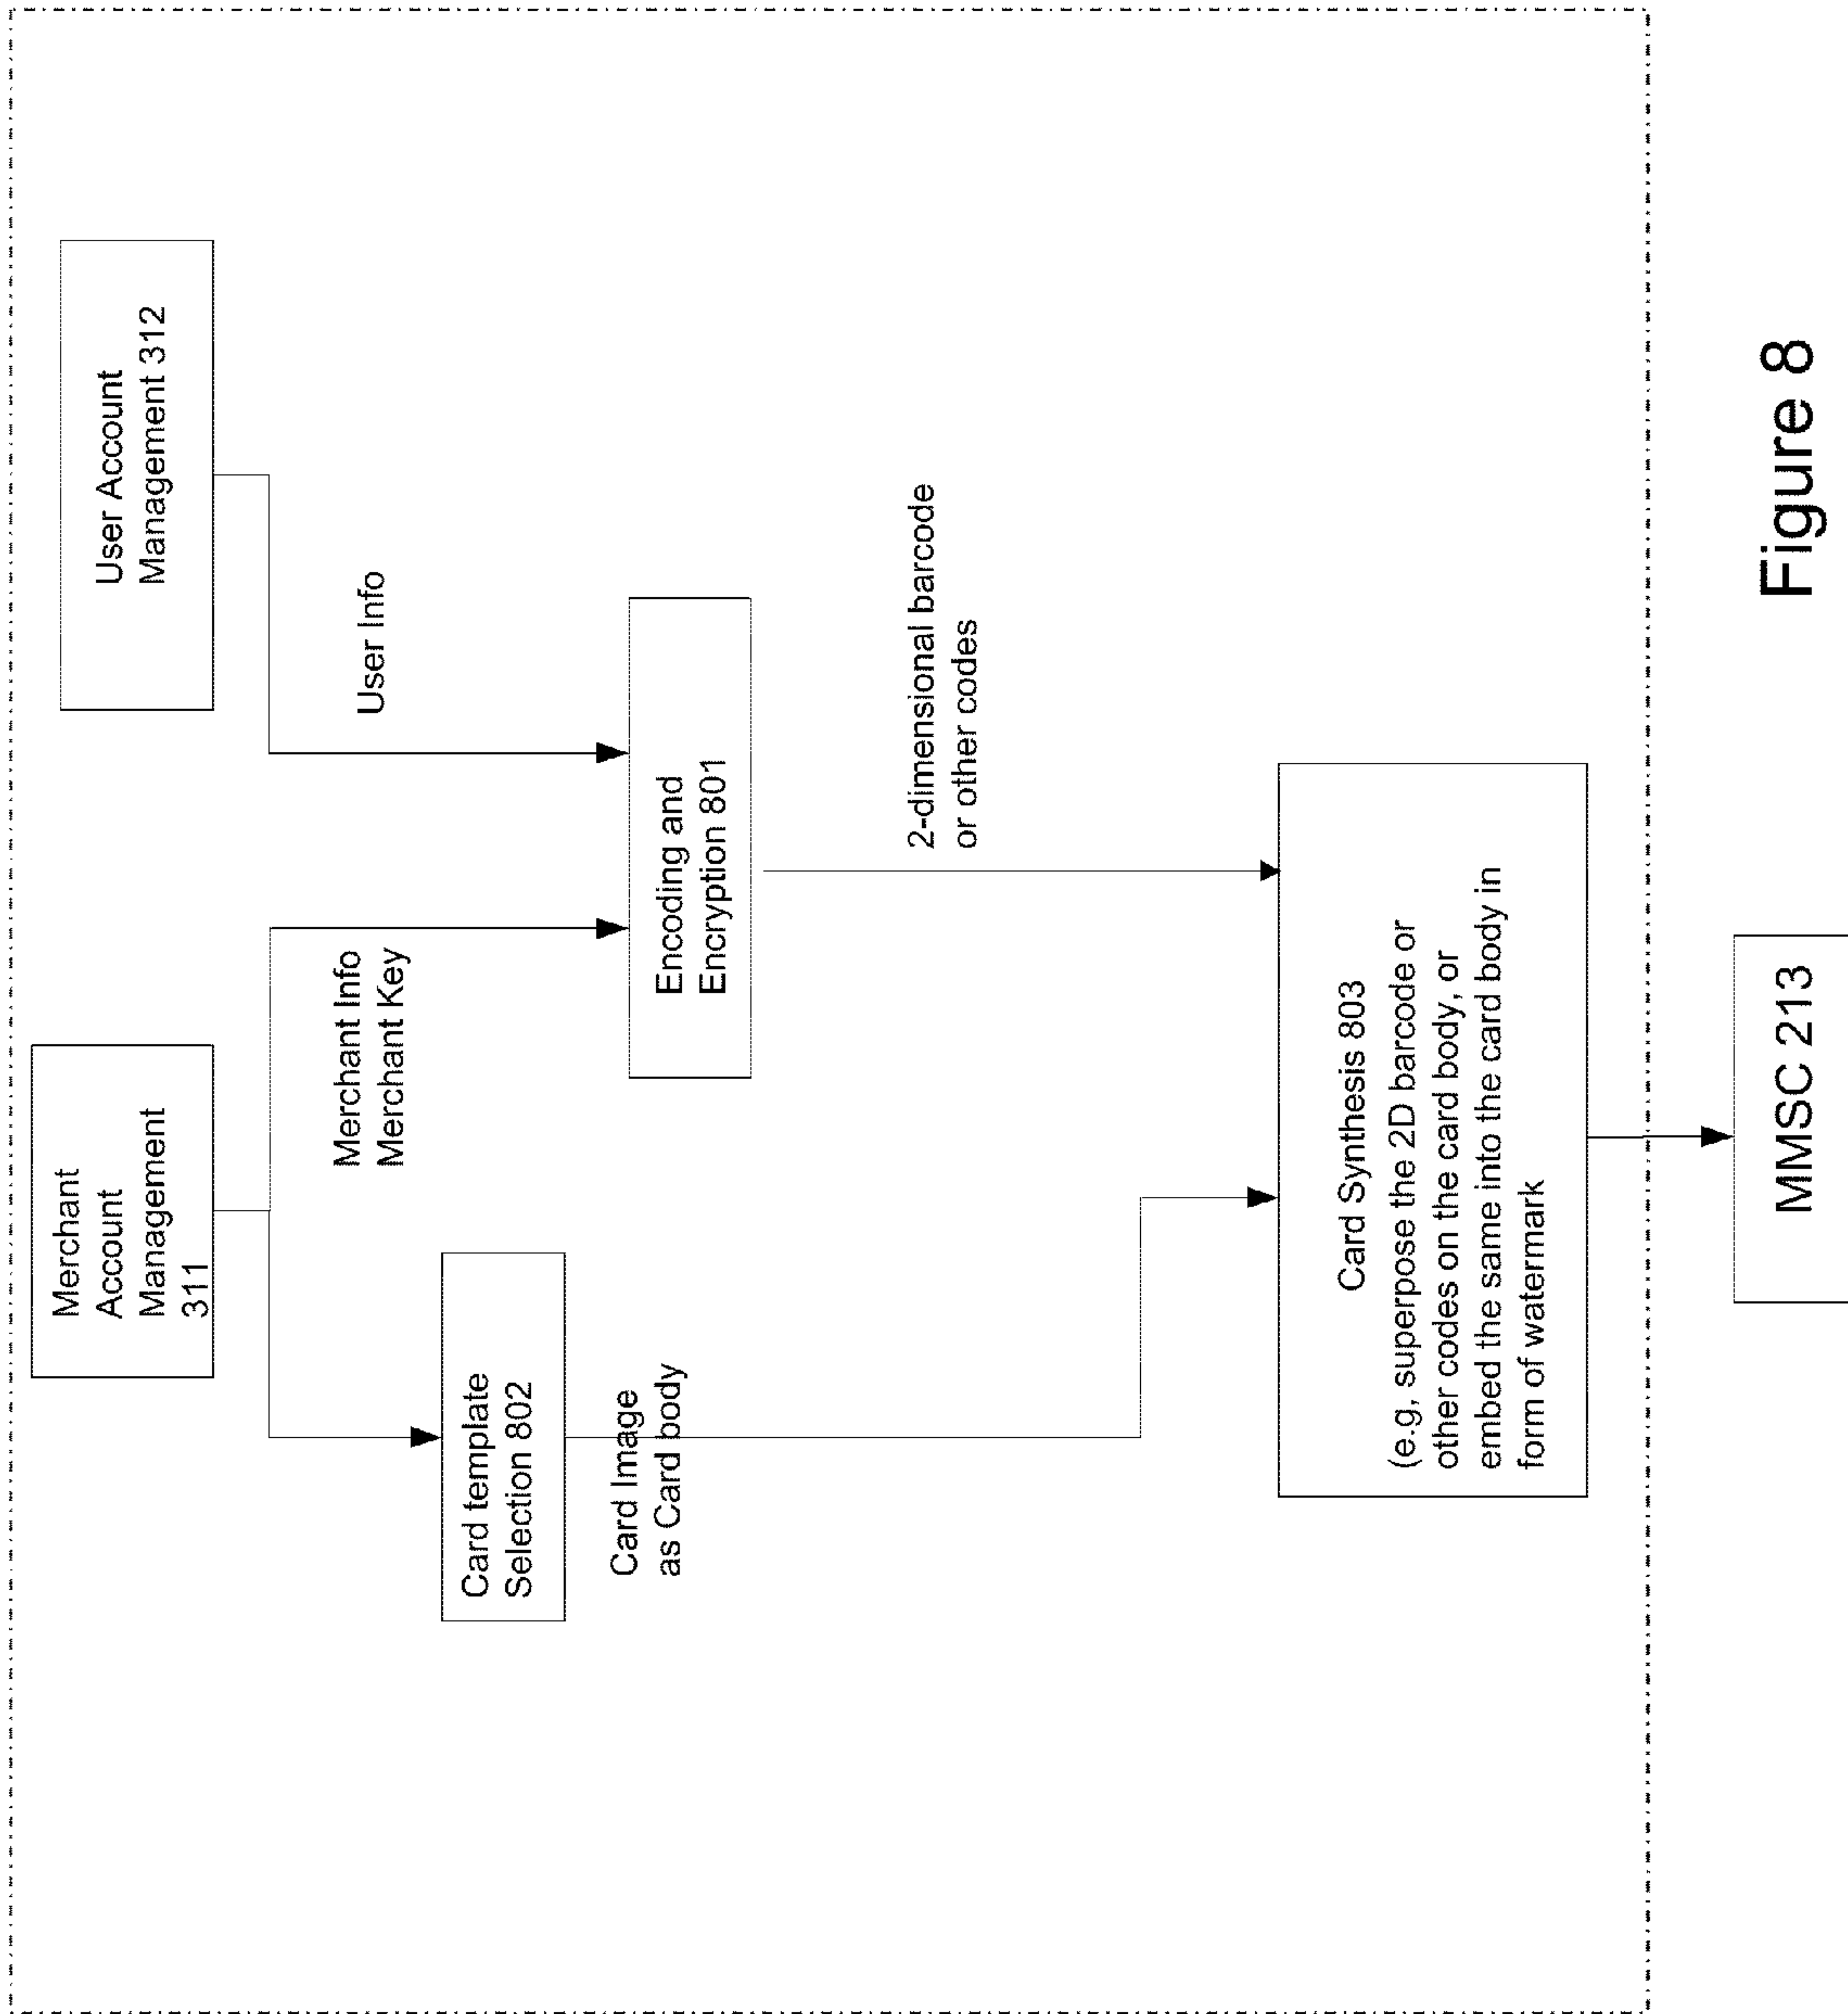 Merchant
Account
Management
311
User Account
Management 312
Merchant Info
Merchant Key
User Info
Card template
Selection 802
Encoding and
Encryption 801
Card Image
as Card body
2-dimensional barcode
or other codes
Card Synthesis 803
(e.g, superpose the 2D barcode or
other codes on the card body, or
embed the same into the card body in
form of watermark
MMSC 213
Figure 8